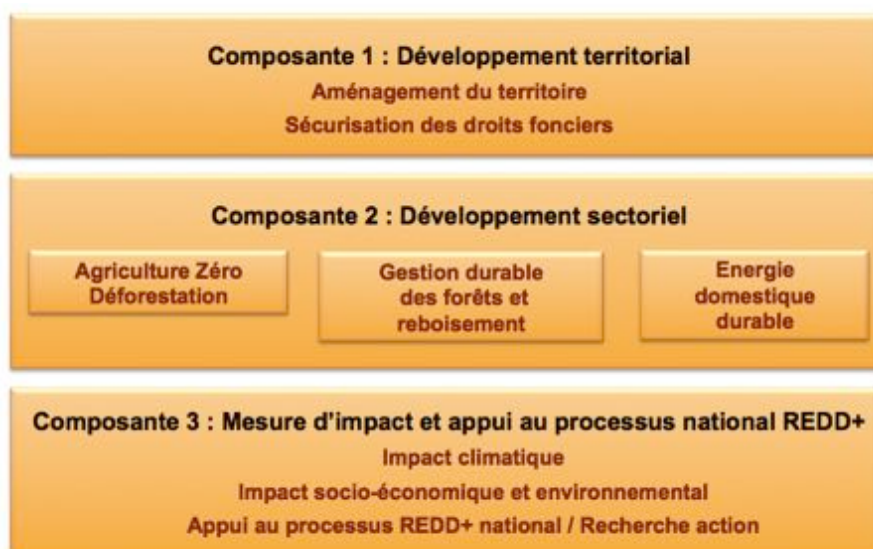 Composante 1 : Développement territorial
Aménagement du territoire
Sécurisation des droits fonciers
Composante 2 : Développement sectoriel
Agriculture Zéro
Déforestation
Gestion durable
des forêts et
reboisement
Energie
domestique
durable
Composante 3 : Mesure d’impact et appui au processus national REDD+
Impact climatique
Impact socio-économique et environnemental
Appui au processus REDD+ national / Recherche action